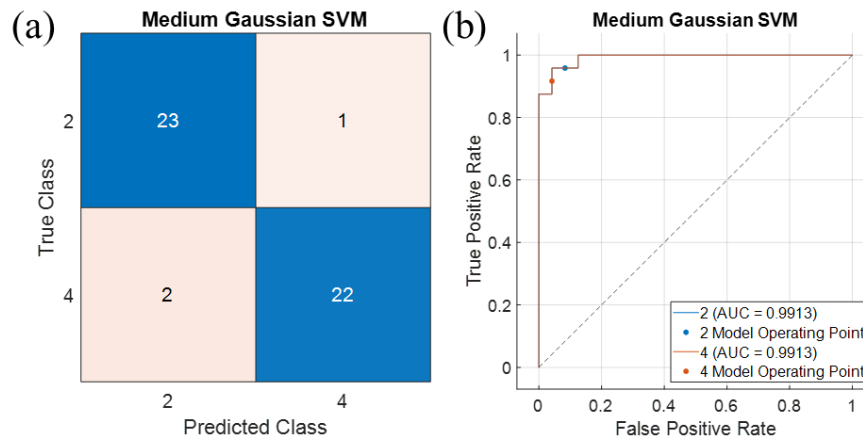 (a)
Medium Gaussian SVM
2
23
1
True Class
4
2
22
2
4
Predicted Class
(b)
Medium Gaussian SVM
1
0.8
0.6
0.4
0.2
0
True Positive Rate
2 (AUC = 0.9913)
2 Model Operating Point
4 (AUC = 0.9913)
4 Model Operating Point
0
0.2
0.4
0.6
0.8
1
False Positive Rate